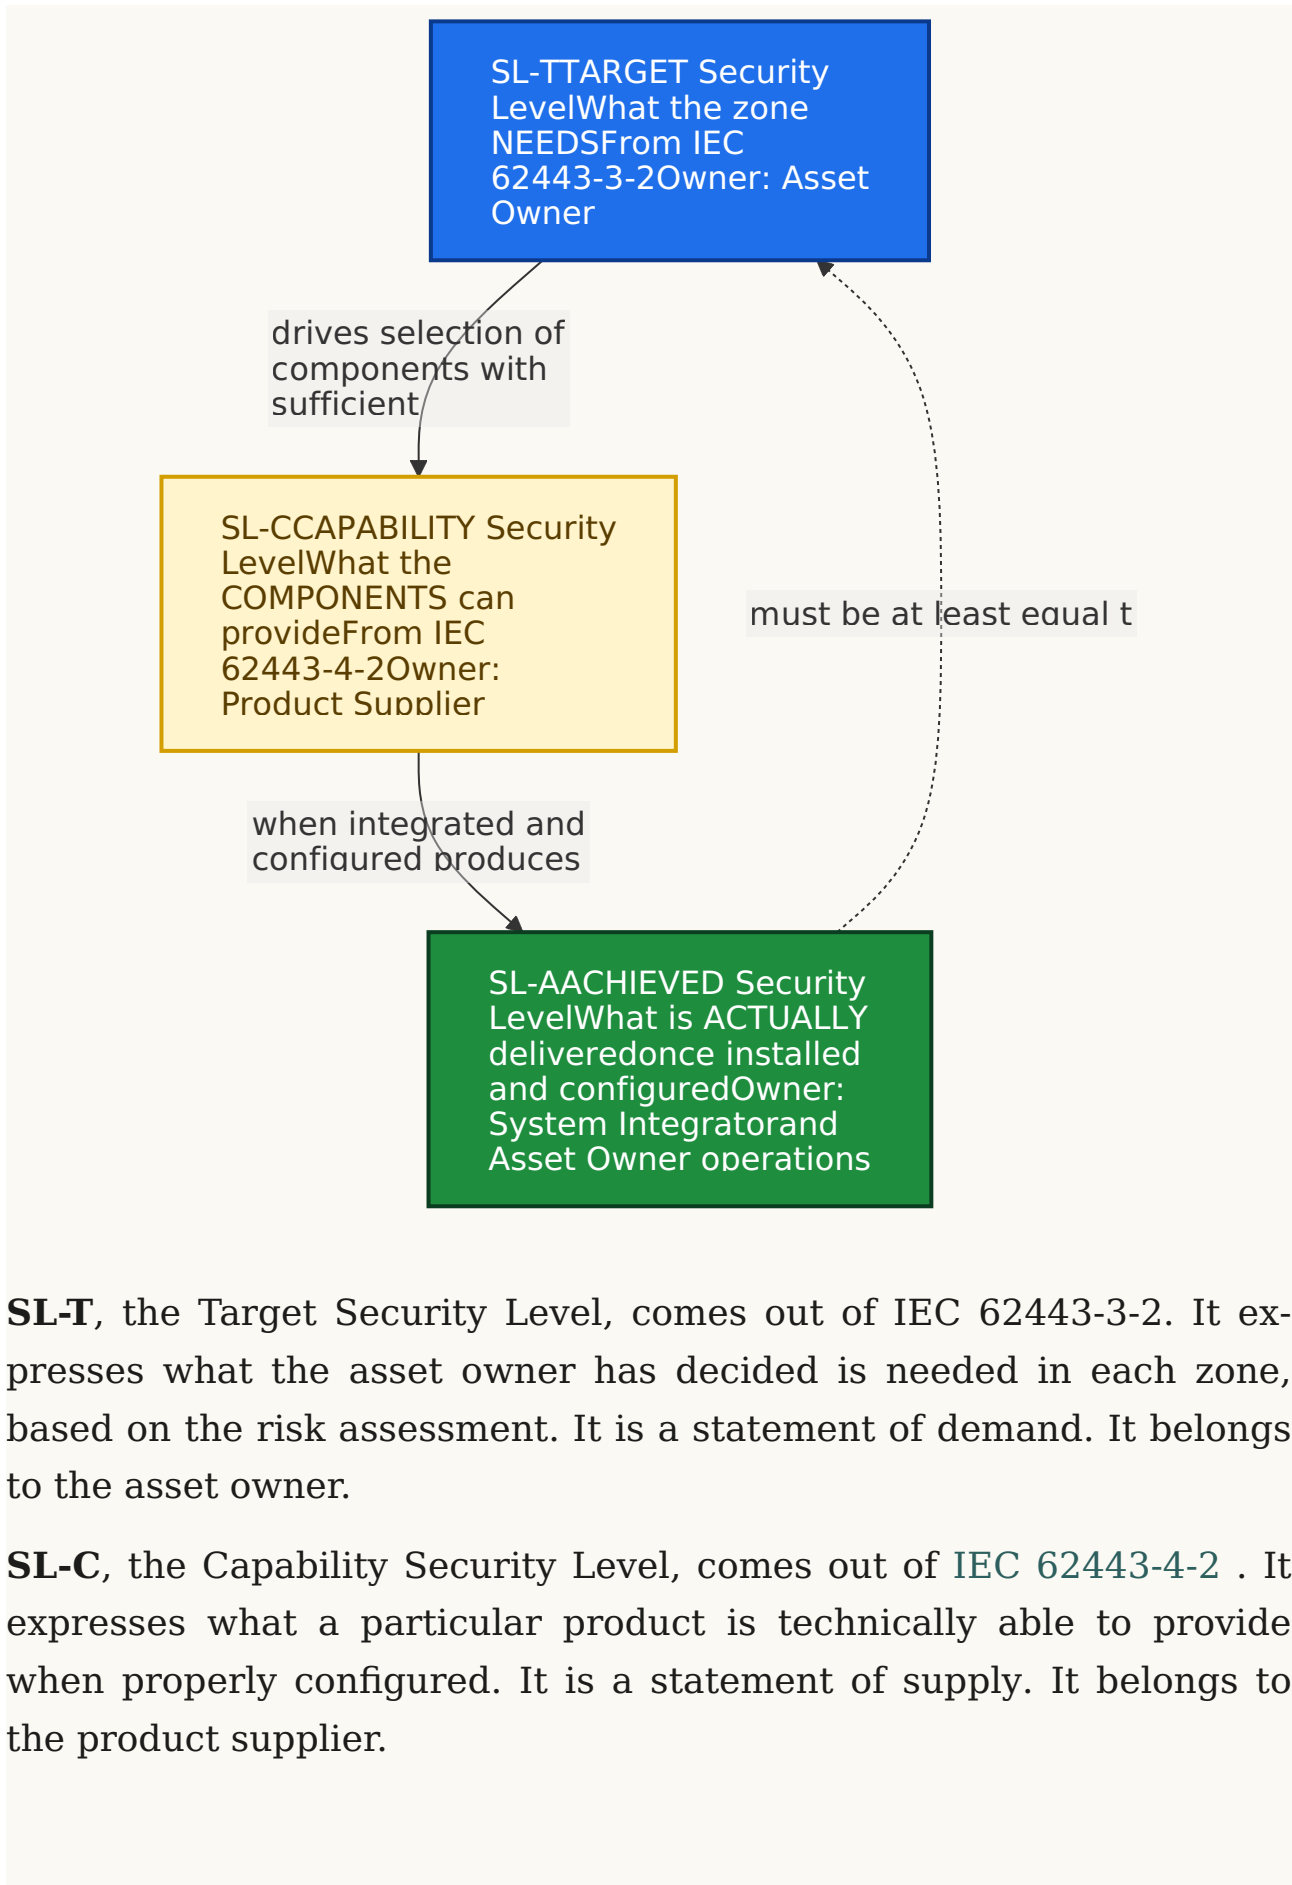 SL-TTARGET Security
LevelWhat the zone
NEEDSFrom IEC
62443-3-2Owner: Asset
Owner
drives selection of
components with
sufficient
SL-CCAPABILITY Security
LevelWhat the
COMPONENTS can
provideFrom IEC
62443-4-2Owner:
Product Supplier
must be at least equal t
when integrated and
configured produces
SL-AACHIEVED Security
LevelWhat is ACTUALLY
deliveredonce installed
and configuredOwner:
System Integratorand
Asset Owner operations
SL-T, the Target Security Level, comes out of IEC 62443-3-2. It ex-
presses what the asset owner has decided is needed in each zone,
based on the risk assessment. It is a statement of demand. It belongs
to the asset owner.
SL-C, the Capability Security Level, comes out of IEC 62443-4-2 . It
expresses what a particular product is technically able to provide
when properly configured. It is a statement of supply. It belongs to
the product supplier.